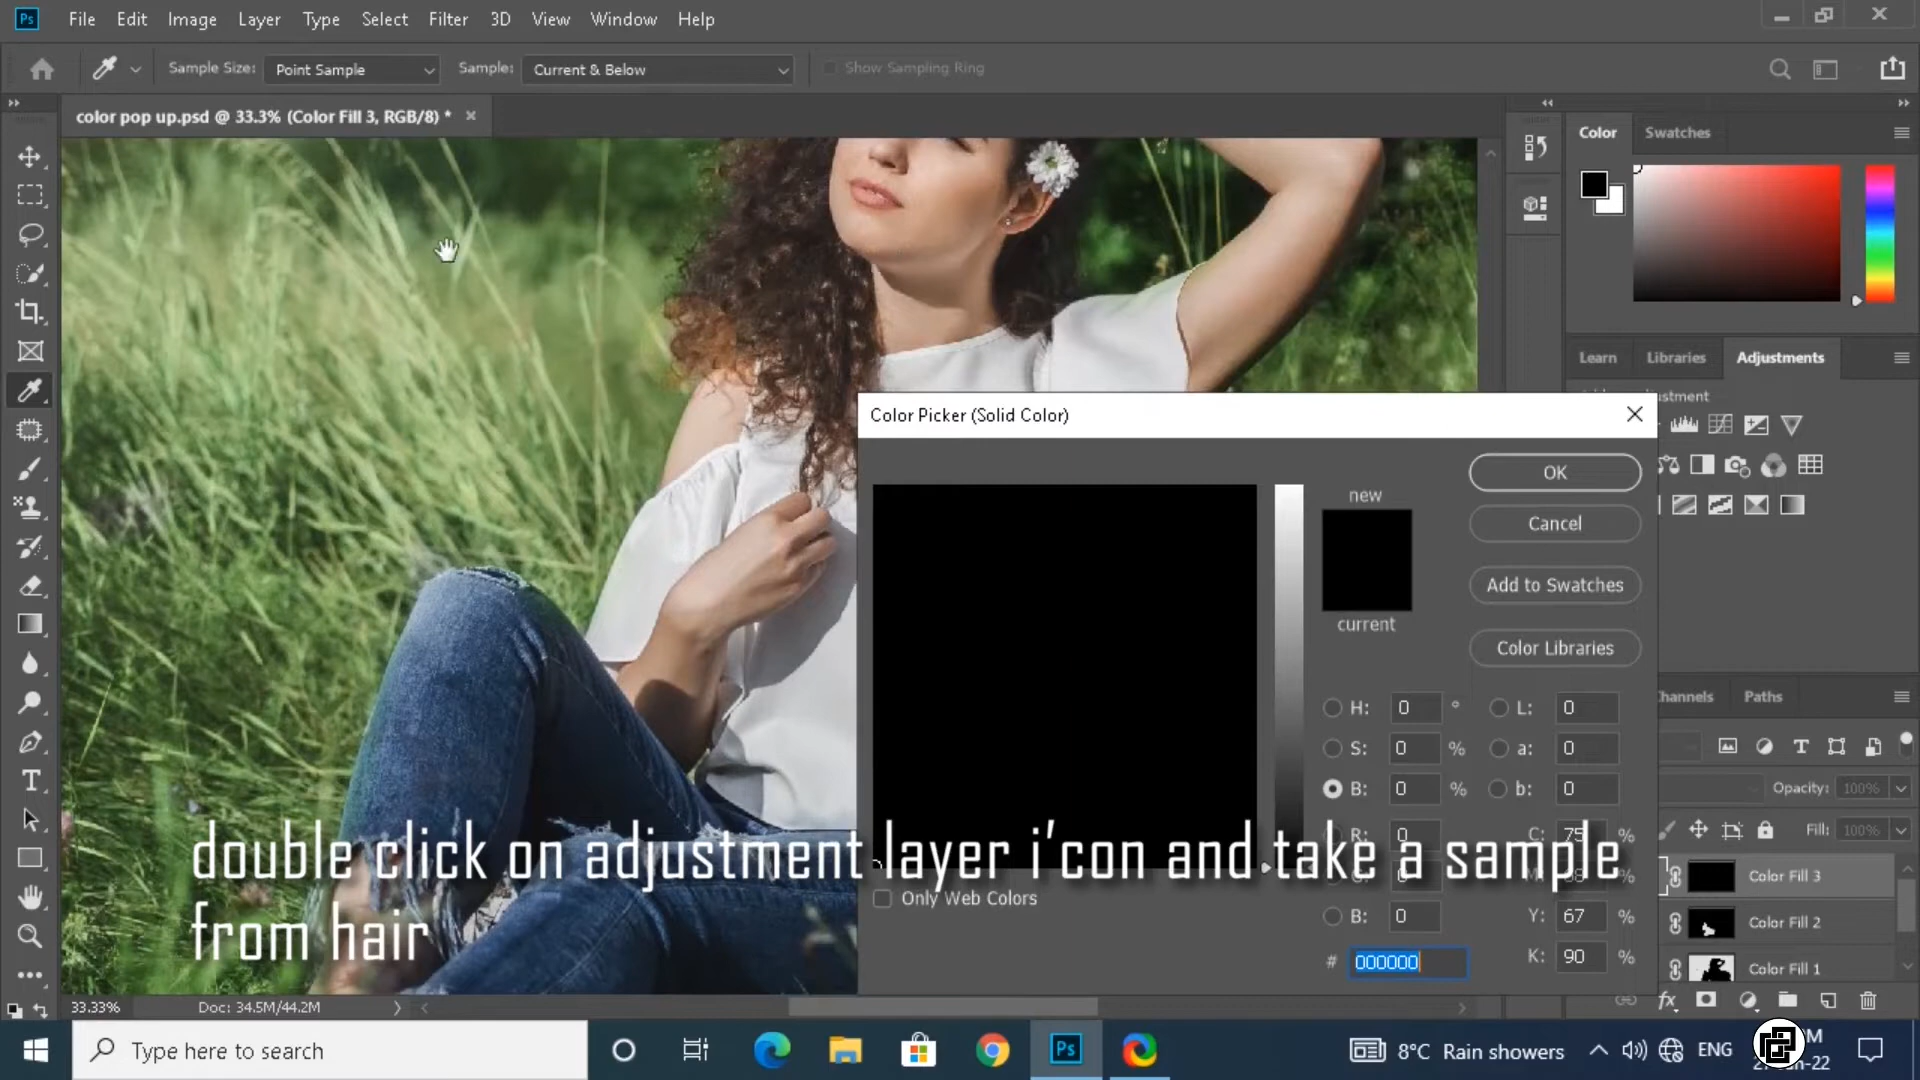 Ps File Edit Image Layer Type Select Filter 3D View Window Help
Sample Size: Point Sample Sample: Current & Below Show Sampling Ring
color pop up.psd @ 33.3% (Color Fill 3, RGB/8) *
Color Swatches
Learn Libraries Adjustments
Color Picker (Solid Color)
OK
new
Cancel
Add to Swatches
current
Color Libraries
H: 0 ° L: 0
S: 0 % a: 0
B: 0 % b: 0
R: 0 C: 75 %
B: 0 Y: 67 %
# 000000 K: 90 %
Only Web Colors
Channels Paths
Opacity: 100%
Fill: 100%
Color Fill 3
Color Fill 2
Color Fill 1
double click on adjustment layer i'con and take a sample
from hair
33.33% Doc: 34.5M/44.2M
Type here to search
Ps
8°C Rain showers
ENG